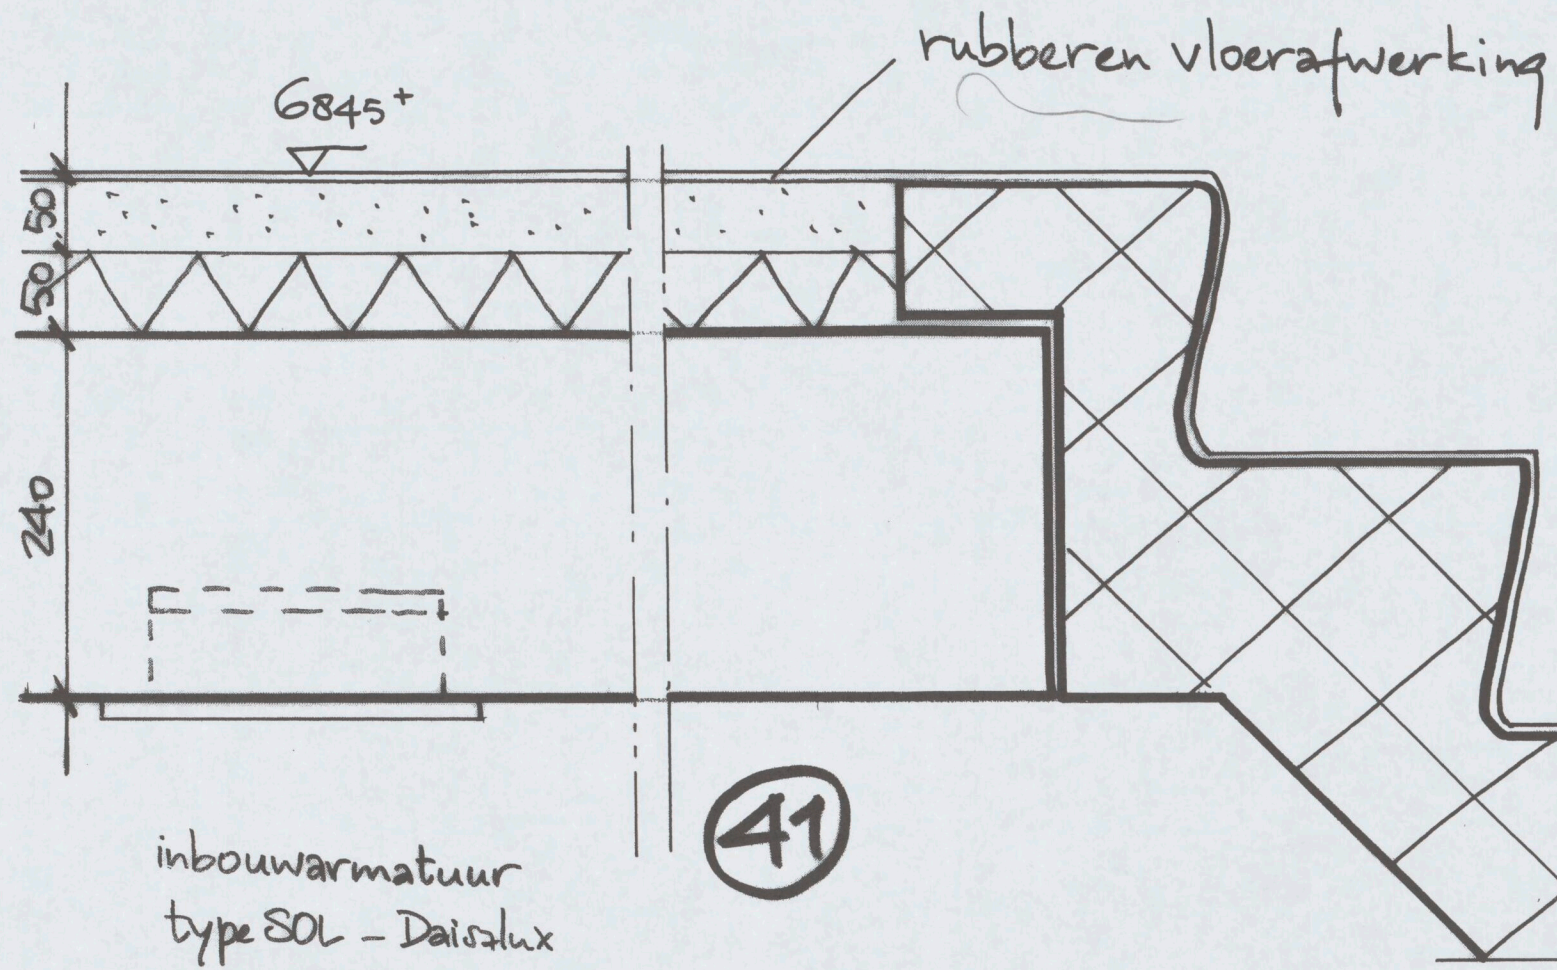 rubberen vloerafwerking
6845+
50
50
240
41
inbouwarmatuur
type SOL - Daisalux